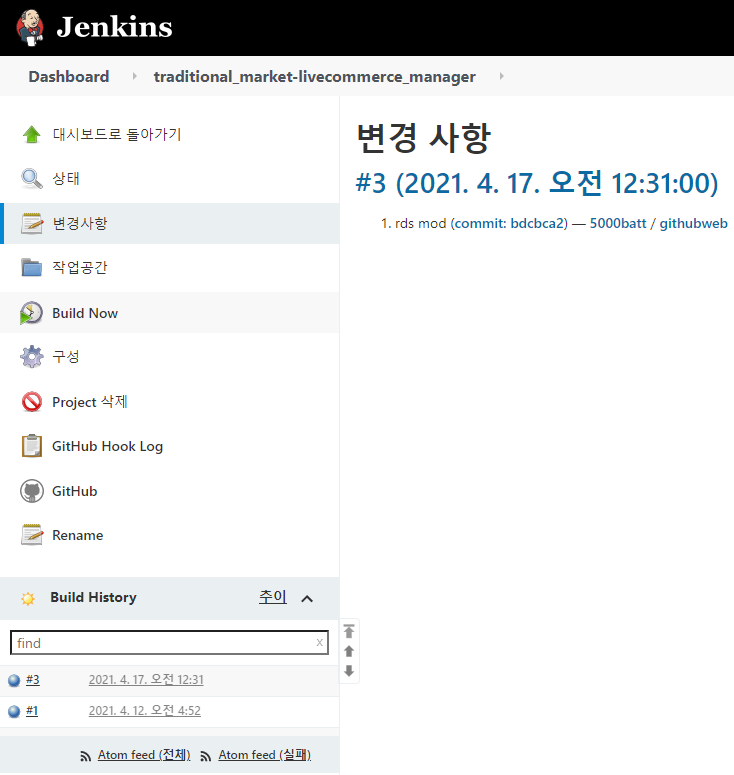 Jenkins
Dashboard traditional_market-livecommerce_manager
대시보드로 돌아가기
상태
변경사항
작업공간
Build Now
구성
Project 삭제
GitHub Hook Log
GitHub
Rename
Build History 추이
find x
#3 2021. 4. 17. 오전 12:31
#1 2021. 4. 12. 오전 4:52
Atom feed (전체) Atom feed (실패)
변경 사항
#3 (2021. 4. 17. 오전 12:31:00)
1. rds mod (commit: bdcbca2) — 5000batt / githubweb